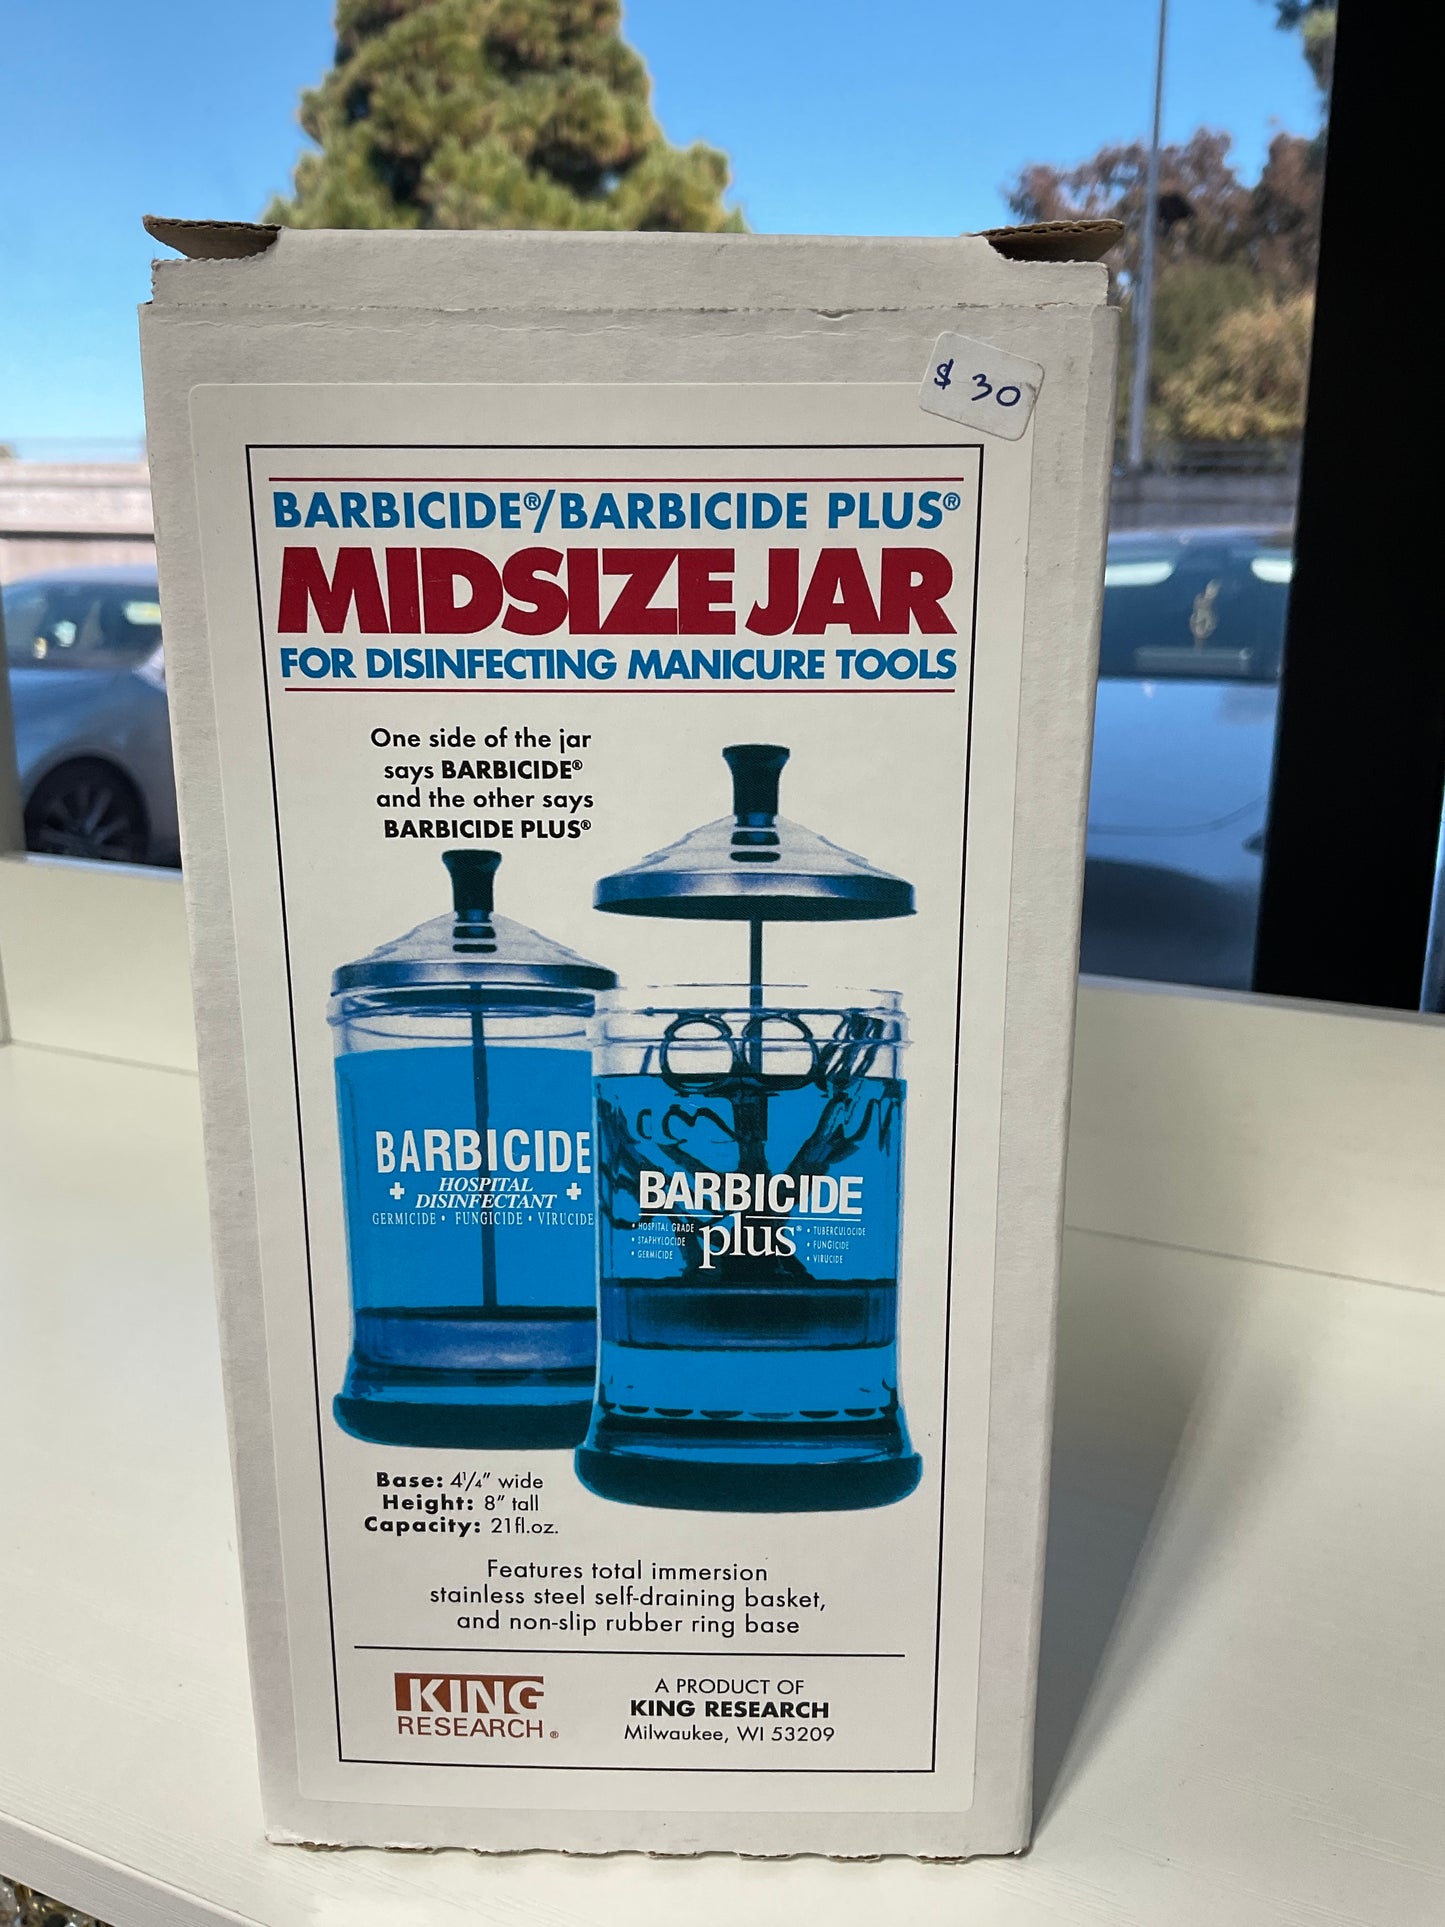 $ 30
BARBICIDE®/BARBICIDE PLUS®
MIDSIZE JAR
FOR DISINFECTING MANICURE TOOLS
One side of the jar
says BARBICIDE®
and the other says
BARBICIDE PLUS®
BARBICIDE
HOSPITAL
DISINFECTANT
GERMICIDE • FUNGICIDE • VIRUCIDE
BARBICIDE
plus®
• HOSPITAL GRADE
• STAPHYLOCIDE
• GERMICIDE
• TUBERCULOCIDE
• FUNGICIDE
• VIRUCIDE
Base: 4¼" wide
Height: 8" tall
Capacity: 21fl.oz.
Features total immersion
stainless steel self-draining basket,
and non-slip rubber ring base
KING
RESEARCH®
A PRODUCT OF
KING RESEARCH
Milwaukee, WI 53209